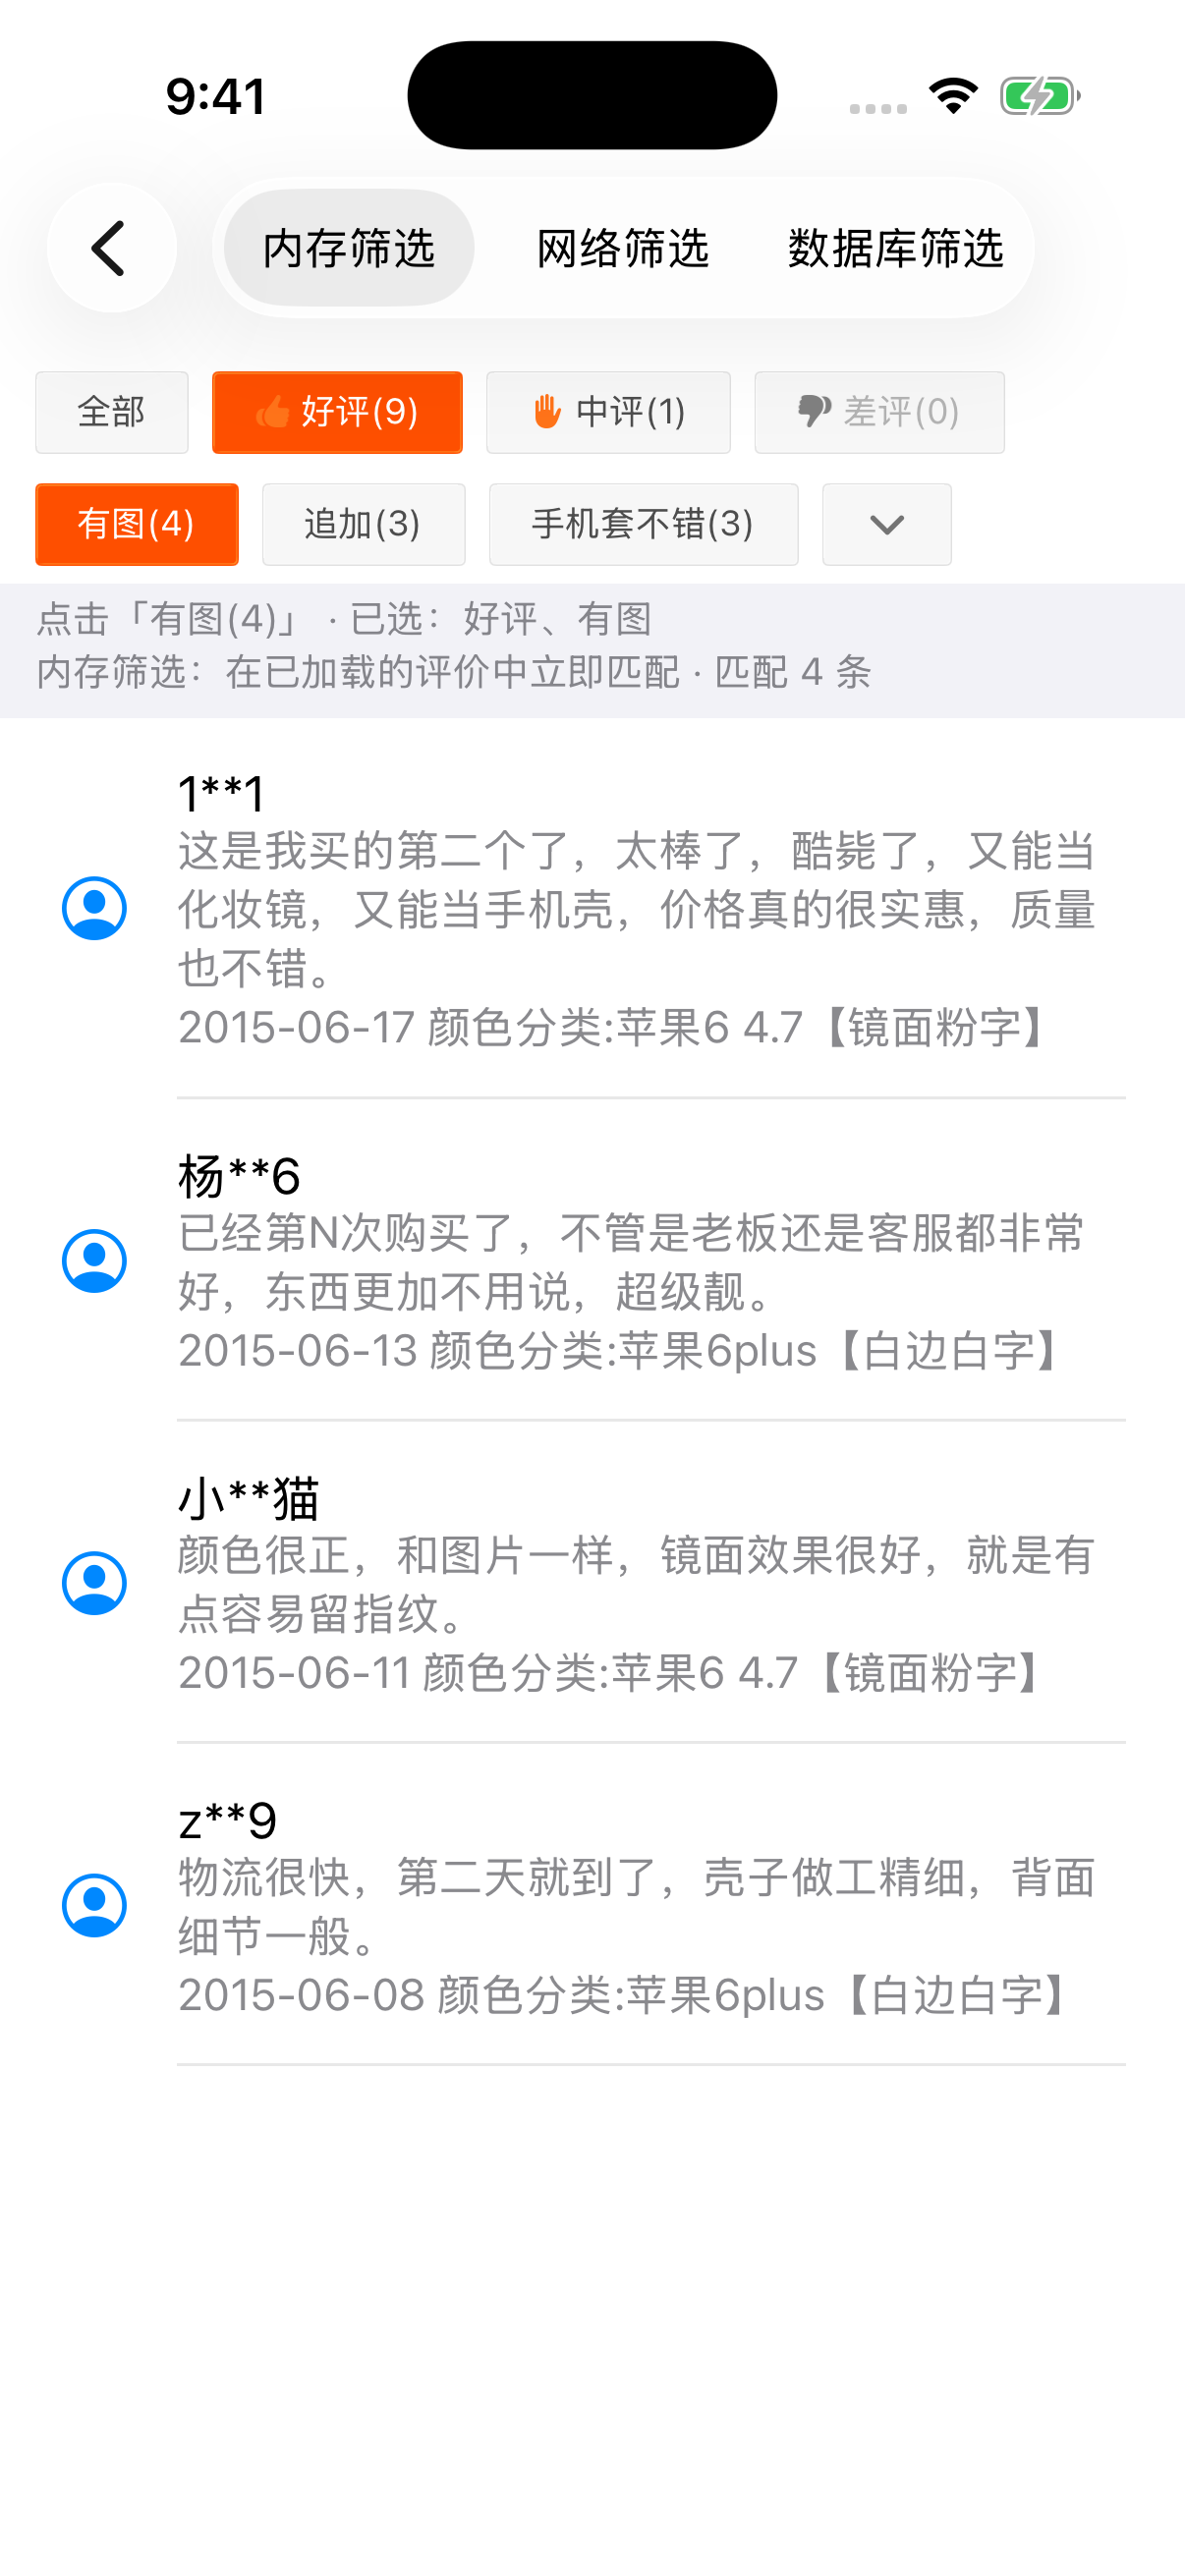 9:41
内存筛选 网络筛选 数据库筛选
全部 好评(9) 中评(1) 差评(0)
有图(4) 追加(3) 手机套不错(3)
点击「有图(4)」 · 已选：好评、有图
内存筛选：在已加载的评价中立即匹配 · 匹配 4 条
1**1
这是我买的第二个了，太棒了，酷毙了，又能当
化妆镜，又能当手机壳，价格真的很实惠，质量
也不错。
2015-06-17 颜色分类:苹果6 4.7【镜面粉字】
杨**6
已经第N次购买了，不管是老板还是客服都非常
好，东西更加不用说，超级靓。
2015-06-13 颜色分类:苹果6plus【白边白字】
小**猫
颜色很正，和图片一样，镜面效果很好，就是有
点容易留指纹。
2015-06-11 颜色分类:苹果6 4.7【镜面粉字】
z**9
物流很快，第二天就到了，壳子做工精细，背面
细节一般。
2015-06-08 颜色分类:苹果6plus【白边白字】